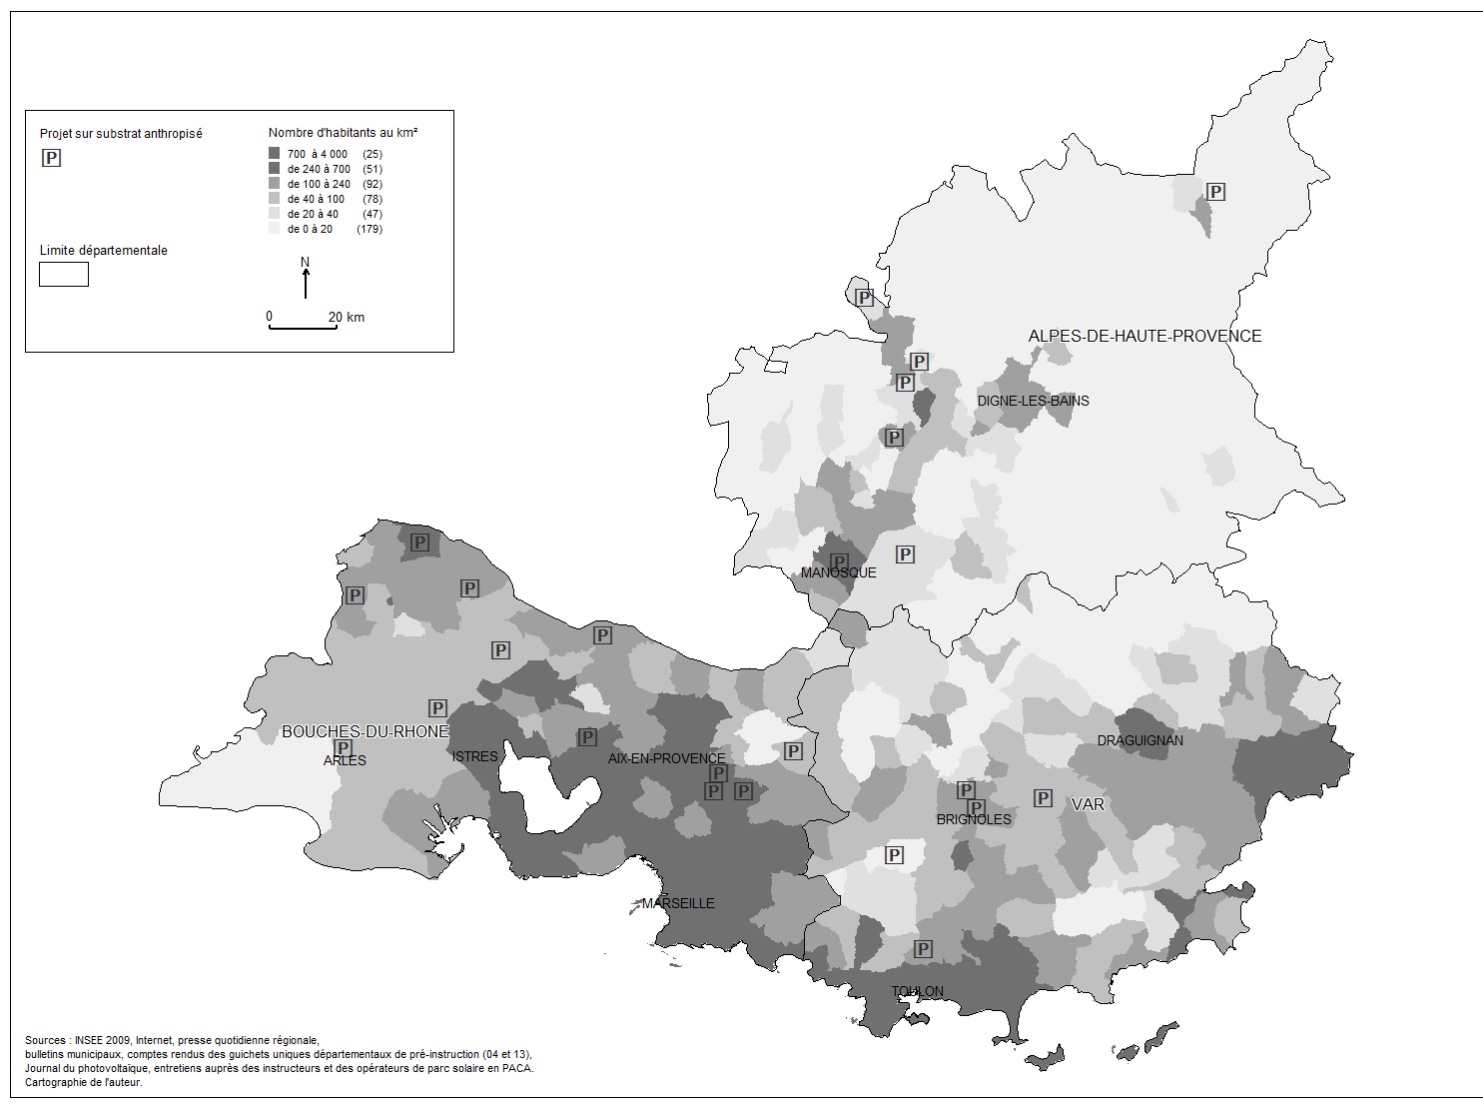 Projet sur substrat anthropisé
P
Limite départementale
Nombre d'habitants au km²
700 à 4 000 (25)
de 240 à 700 (51)
de 100 à 240 (92)
de 40 à 100 (78)
de 20 à 40 (47)
de 0 à 20 (179)
N
0 20 km
P
P
ALPES-DE-HAUTE-PROVENCE
P
P
DIGNE-LES-BAINS
P
P
P
P
MANOSQUE
P
P
P
P
P
BOUCHES-DU-RHONE
P
DRAGUIGNAN
P
ARLES
ISTRES
AIX-EN-PROVENCE
P
P
P
P
P
P
P
VAR
P
BRIGNOLES
P
MARSEILLE
P
TOULON
Sources : INSEE 2009, Internet, presse quotidienne régionale,
bulletins municipaux, comptes rendus des guichets uniques départementaux de pré-instruction (04 et 13),
Journal du photovoltaïque, entretiens auprès des instructeurs et des opérateurs de parc solaire en PACA.
Cartographie de l'auteur.